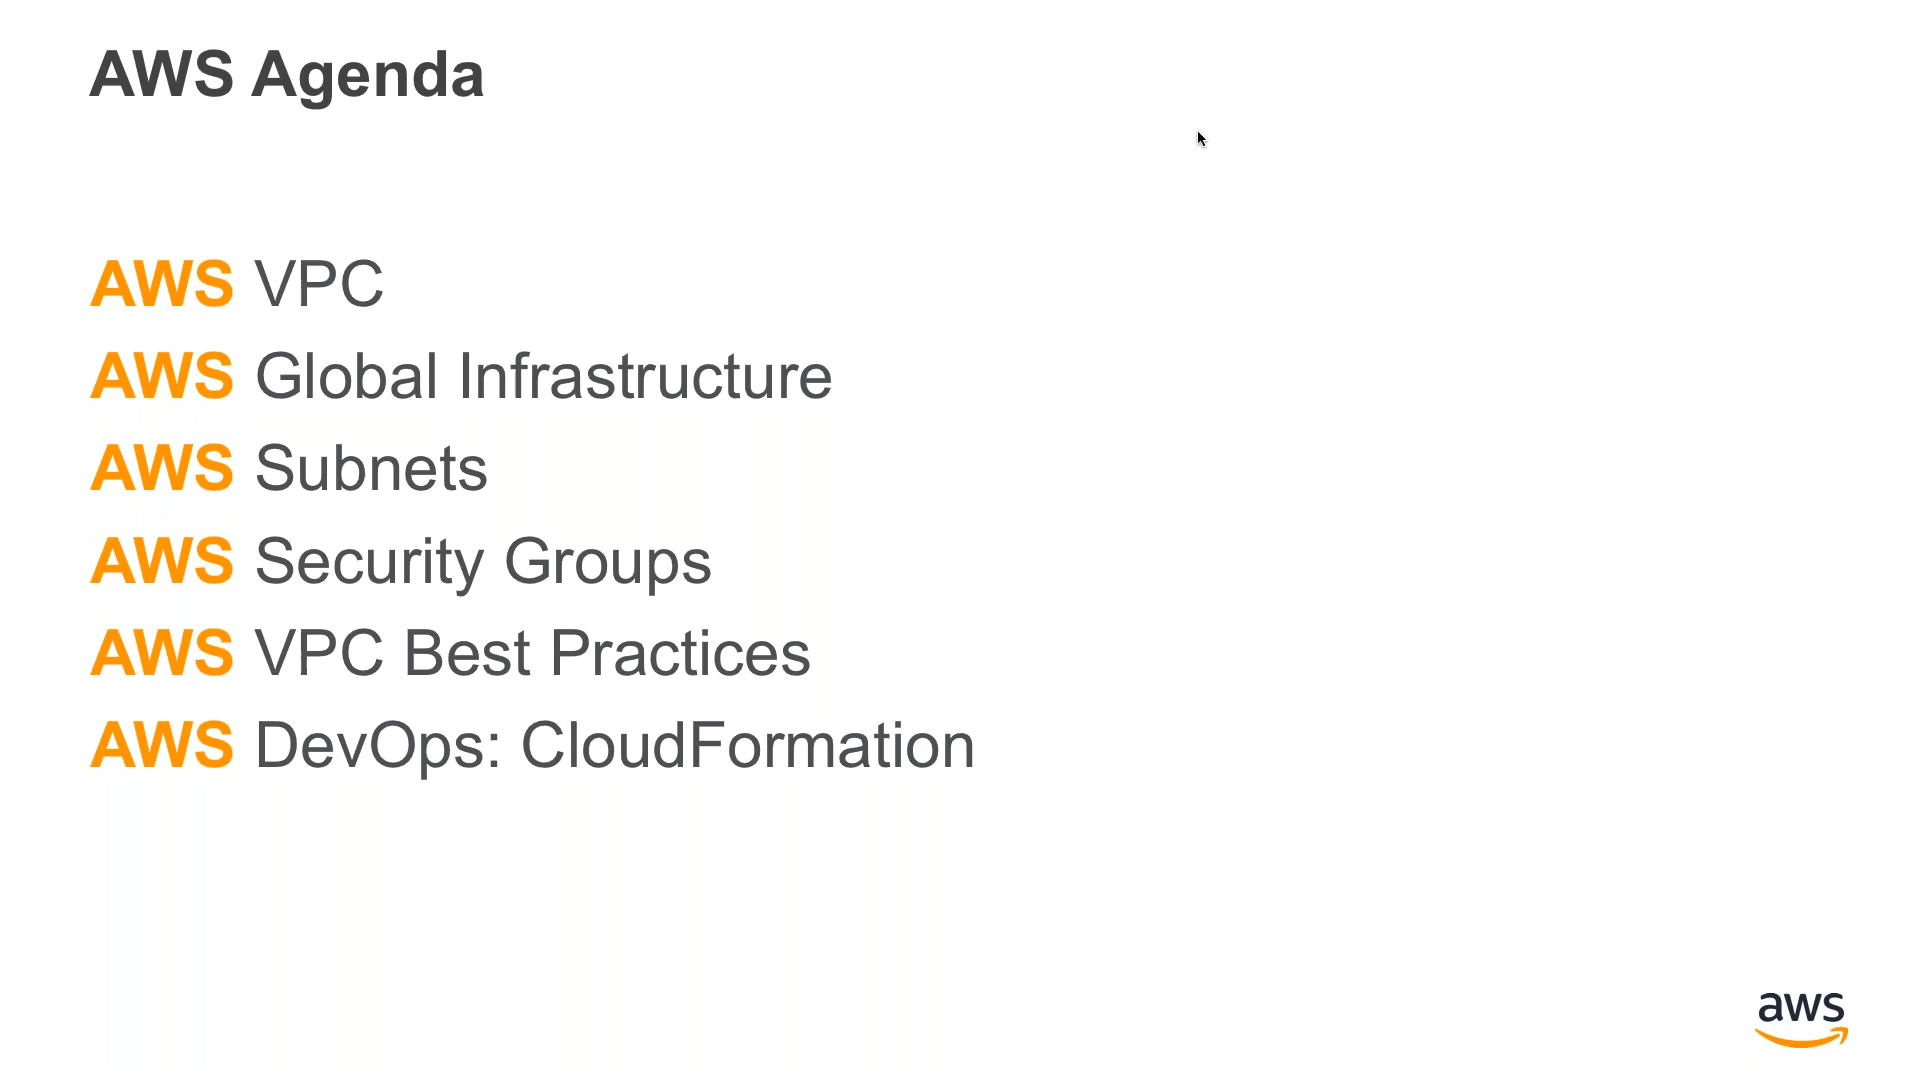 AWS Agenda
AWS VPC
AWS Global Infrastructure
AWS Subnets
AWS Security Groups
AWS VPC Best Practices
AWS DevOps: CloudFormation
aws